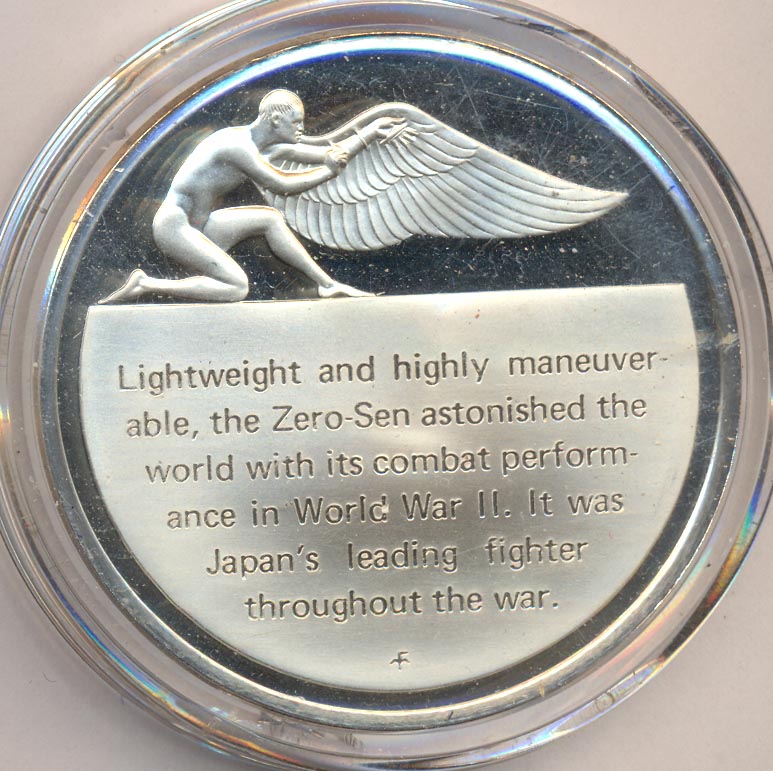 Lightweight and highly maneuver-
able, the Zero-Sen astonished the
world with its combat perform-
ance in World War II. It was
Japan's leading fighter
throughout the war.